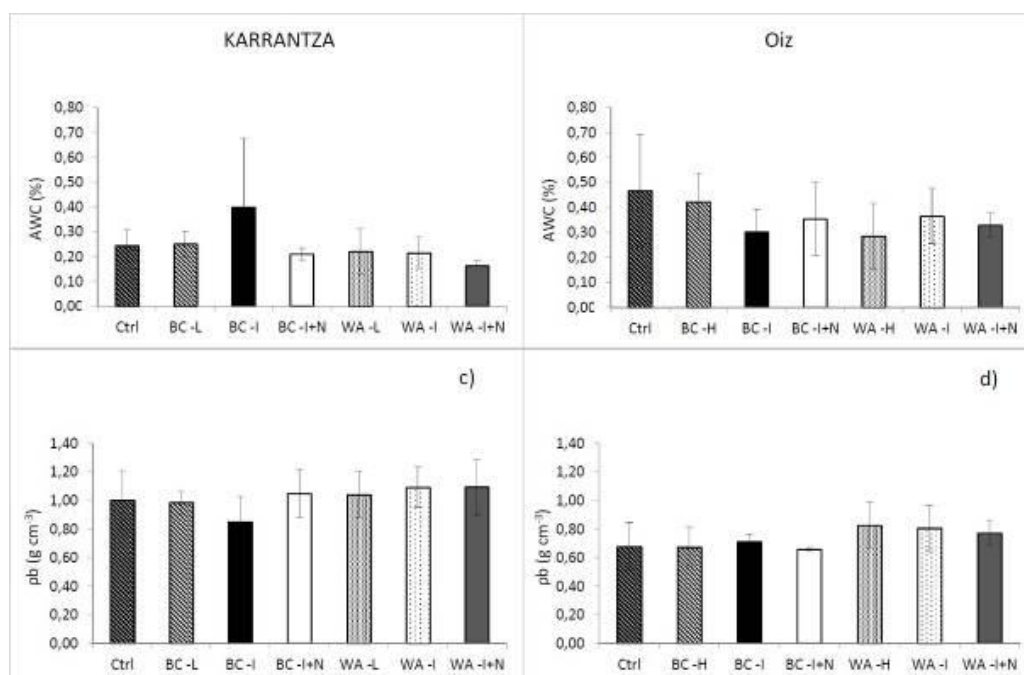 KARRANTZA
AWC (%)
0,80
0,70
0,60
0,50
0,40
0,30
0,20
0,10
0,00
Ctrl BC -L BC -I BC -I+N WA -L WA -I WA -I+N
Oiz
AWC (%)
0,80
0,70
0,60
0,50
0,40
0,30
0,20
0,10
0,00
Ctrl BC -H BC -I BC -I+N WA -H WA -I WA -I+N
c)
ρb (g cm⁻³)
1,40
1,20
1,00
0,80
0,60
0,40
0,20
0,00
Ctrl BC -L BC -I BC -I+N WA -L WA -I WA -I+N
d)
ρb (g cm⁻³)
1,40
1,20
1,00
0,80
0,60
0,40
0,20
0,00
Ctrl BC -H BC -I BC -I+N WA -H WA -I WA -I+N